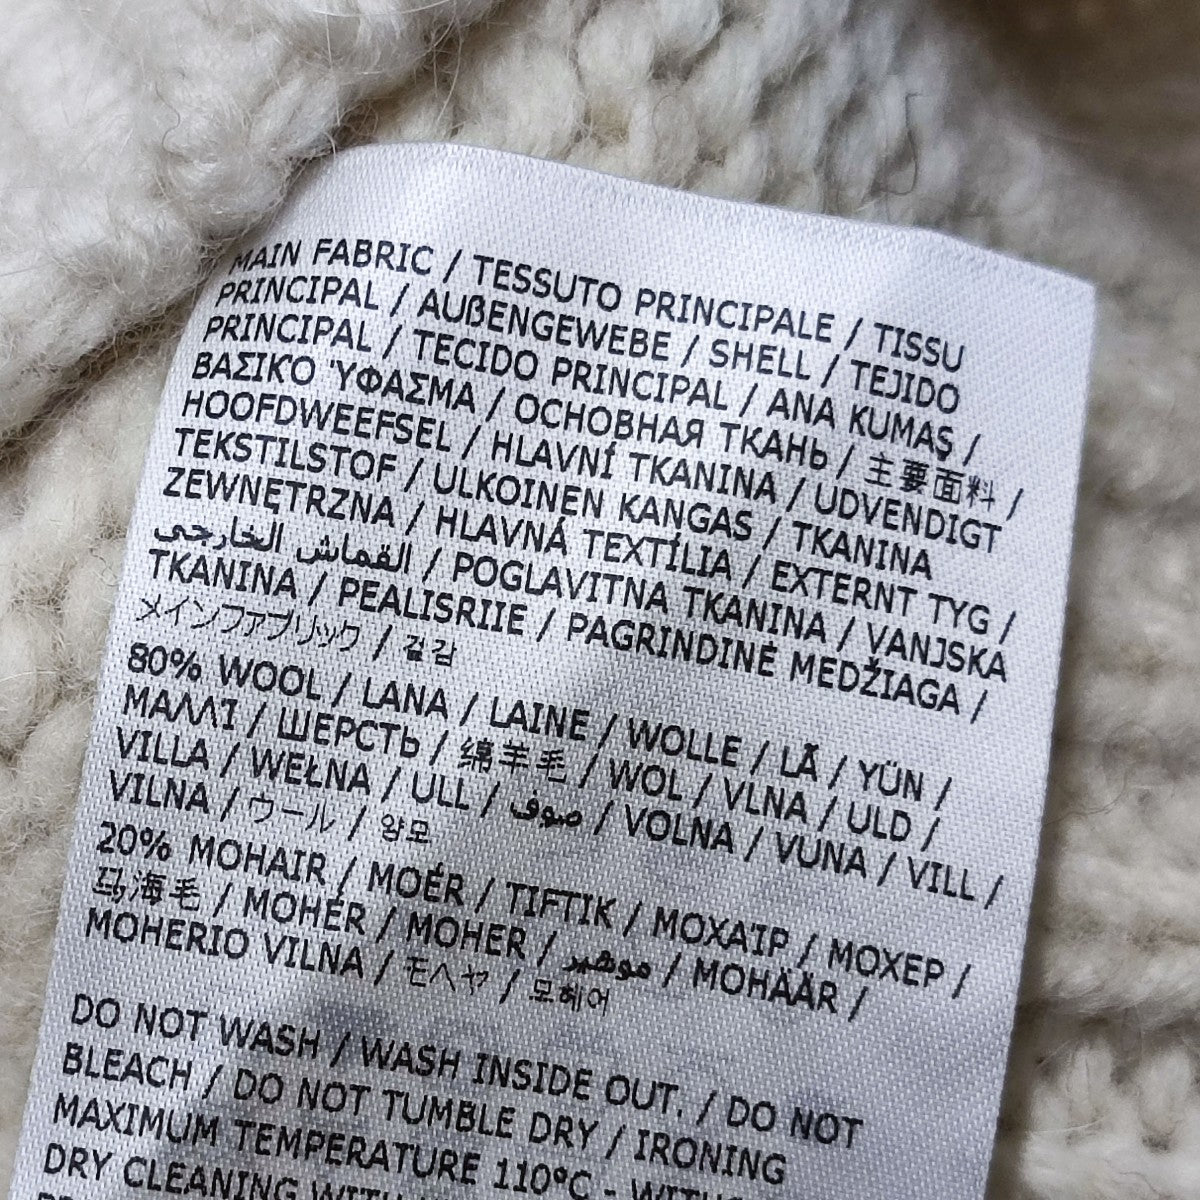 MAIN FABRIC / TESSUTO PRINCIPALE / TISSU
PRINCIPAL / AUßENGEWEBE / SHELL / TEJIDO
PRINCIPAL / TECIDO PRINCIPAL / ANA KUMAŞ /
ΒΑΣΙΚΌ ΎΦΑΣΜΑ / ОСНОВНАЯ ТКАНЬ / 主要面料 /
HOOFDWEEFSEL / HLAVNÍ TKANINA / UDVENDIGT
TEKSTILSTOF / ULKOINEN KANGAS / TKANINA
ZEWNĘTRZNA / HLAVNÁ TEXTÍLIA / EXTERNT TYG /
القماش الخارجي / POGLAVITNA TKANINA / VANJSKA
TKANINA / PEALISRIIE / PAGRINDINĖ MEDŽIAGA /
メインファブリック / 겉감
80% WOOL / LANA / LAINE / WOLLE / LÃ / YÜN /
ΜΑΛΛΊ / ШЕРСТЬ / 绵羊毛 / WOL / VLNA / ULD /
VILLA / WEŁNA / ULL / صوف / VOLNA / VUNA / VILL /
VILNA / ウール / 양모
20% MOHAIR / MOÉR / TIFTIK / ΜΟΧΑΊΡ / МОХЕР /
马海毛 / MOHÉR / MOHER / موهير / MOHÄÄR /
MOHERIO VILNA / モヘヤ / 모헤어
DO NOT WASH / WASH INSIDE OUT. / DO NOT
BLEACH / DO NOT TUMBLE DRY / IRONING
MAXIMUM TEMPERATURE 110°C -
DRY CLEANING WITH